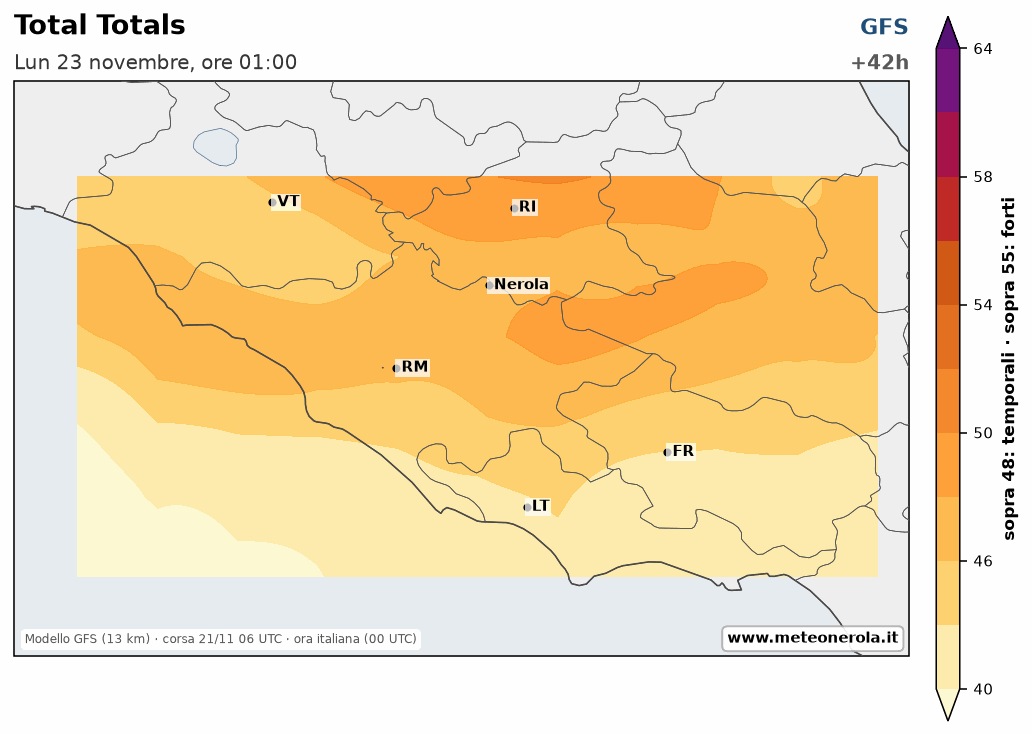 Total Totals
GFS
Lun 23 novembre, ore 01:00
+42h
VT
RI
Nerola
RM
FR
LT
Modello GFS (13 km) · corsa 21/11 06 UTC · ora italiana (00 UTC)
www.meteonerola.it
64
58
54
50
46
40
sopra 48: temporali · sopra 55: forti